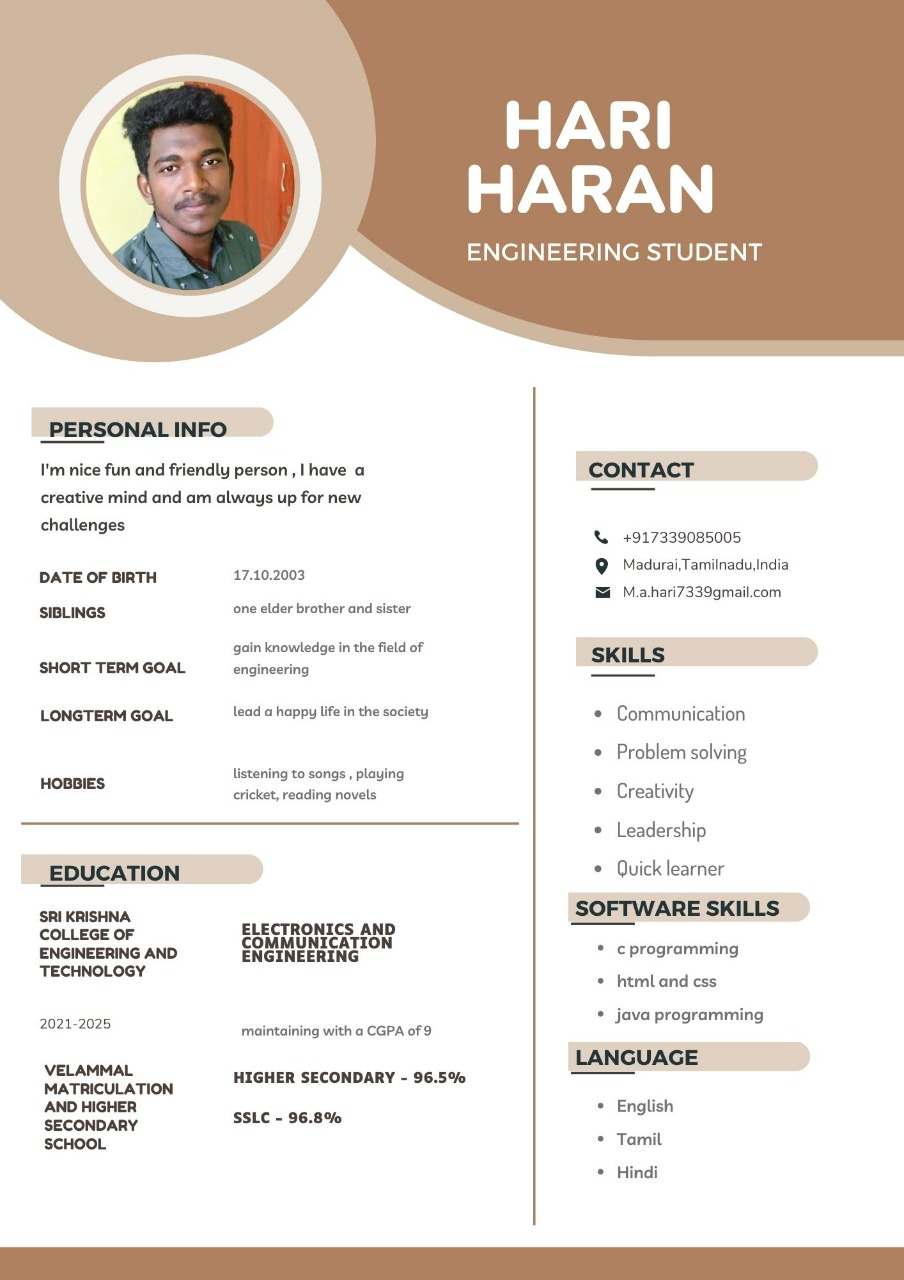 HARI
HARAN
ENGINEERING STUDENT
PERSONAL INFO
I'm nice fun and friendly person , I have a
creative mind and am always up for new
challenges
DATE OF BIRTH 17.10.2003
SIBLINGS one elder brother and sister
SHORT TERM GOAL gain knowledge in the field of
engineering
LONGTERM GOAL lead a happy life in the society
HOBBIES listening to songs , playing
cricket, reading novels
EDUCATION
SRI KRISHNA
COLLEGE OF
ENGINEERING AND
TECHNOLOGY
ELECTRONICS AND
COMMUNICATION
ENGINEERING
2021-2025 maintaining with a CGPA of 9
VELAMMAL
MATRICULATION
AND HIGHER
SECONDARY
SCHOOL
HIGHER SECONDARY - 96.5%
SSLC - 96.8%
CONTACT
+917339085005
Madurai,Tamilnadu,India
M.a.hari7339gmail.com
SKILLS
• Communication
• Problem solving
• Creativity
• Leadership
• Quick learner
SOFTWARE SKILLS
• c programming
• html and css
• java programming
LANGUAGE
• English
• Tamil
• Hindi